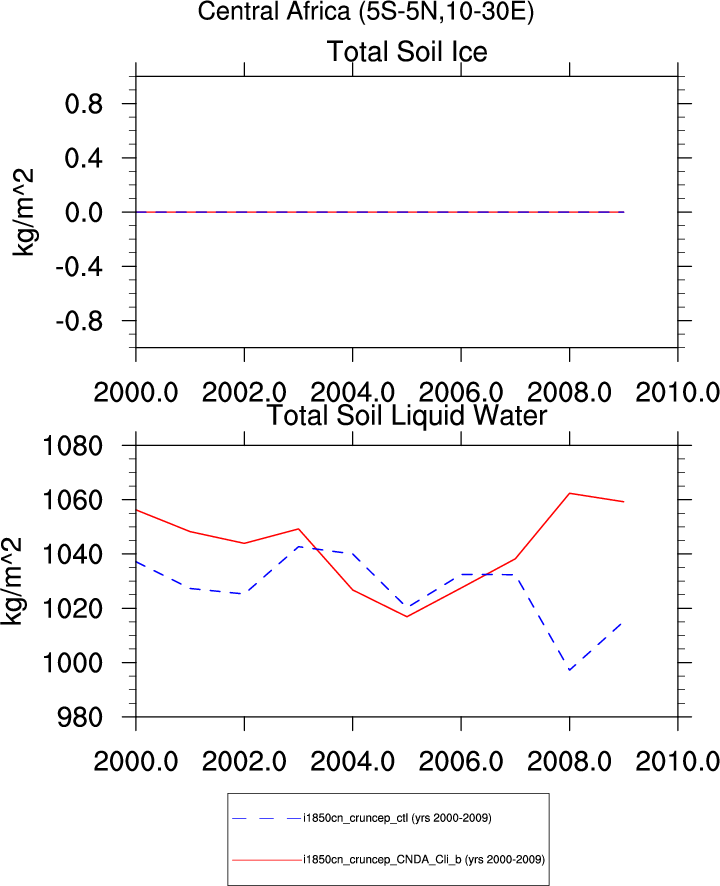 Central Africa (5S-5N,10-30E)
Total Soil Ice
0.8
0.4
0.0
-0.4
-0.8
kg/m^2
2000.0 2002.0 2004.0 2006.0 2008.0 2010.0
Total Soil Liquid Water
1080
1060
1040
1020
1000
980
kg/m^2
2000.0 2002.0 2004.0 2006.0 2008.0 2010.0
i1850cn_cruncep_ctl (yrs 2000-2009)
i1850cn_cruncep_CNDA_Cli_b (yrs 2000-2009)